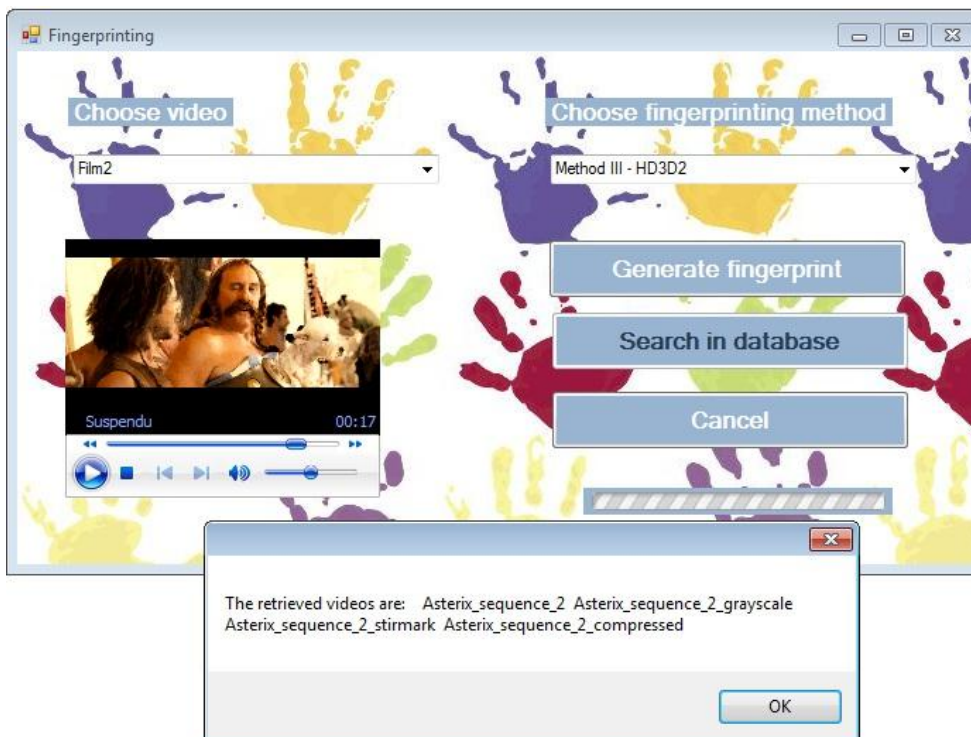 Fingerprinting
Choose video
Choose fingerprinting method
Film2
Method III - HD3D2
Generate fingerprint
Search in database
Cancel
Suspendu 00:17
The retrieved videos are: Asterix_sequence_2 Asterix_sequence_2_grayscale
Asterix_sequence_2_stirmark Asterix_sequence_2_compressed
OK